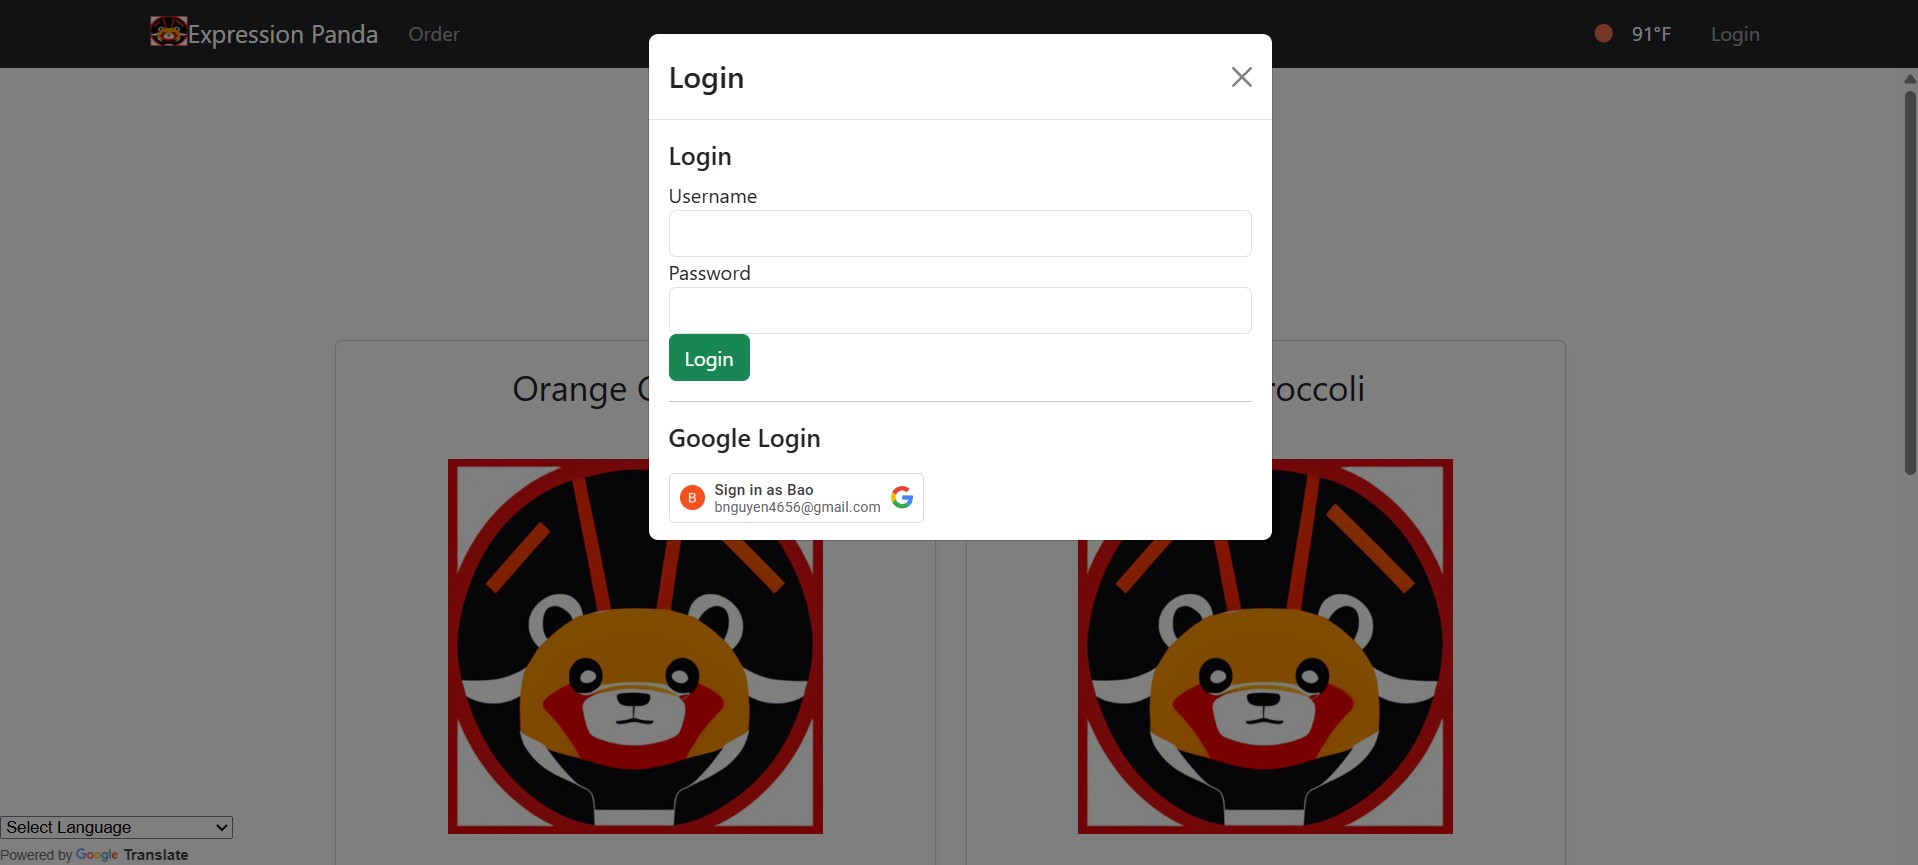 Expression Panda
Order
91°F
Login
Login
Login
Username
Password
Login
Google Login
B
Sign in as Bao
bnguyen4656@gmail.com
Orange
Select Language
Powered by Google Translate